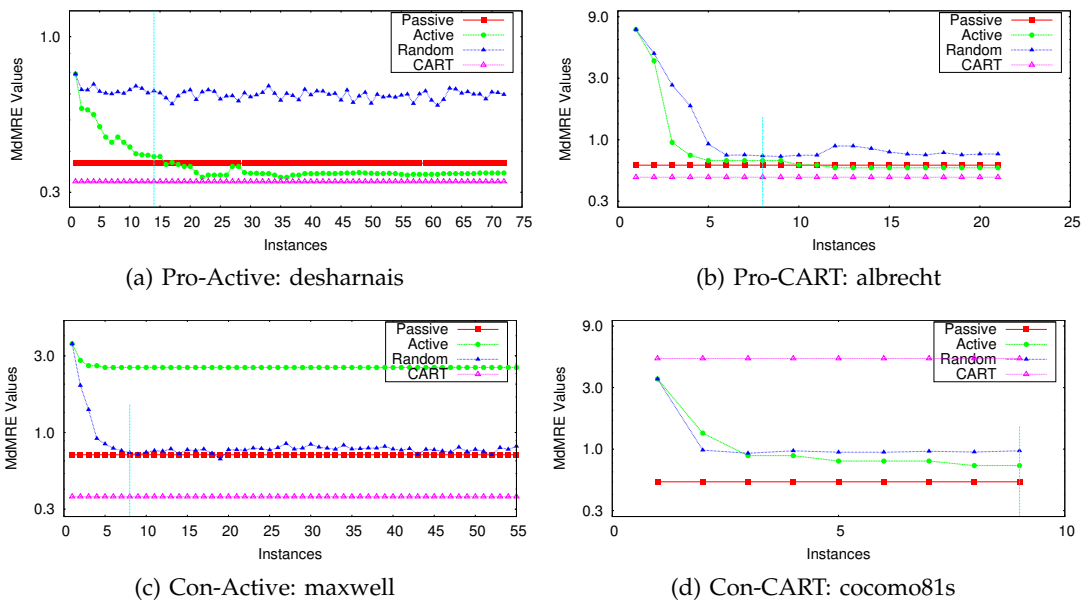 Passive
Active
Random
CART
1.0
0.3
MdMRE Values
0 5 10 15 20 25 30 35 40 45 50 55 60 65 70 75
Instances
(a) Pro-Active: desharnais
Passive
Active
Random
CART
9.0
3.0
1.0
0.3
MdMRE Values
0 5 10 15 20 25
Instances
(b) Pro-CART: albrecht
Passive
Active
Random
CART
3.0
1.0
0.3
MdMRE Values
0 5 10 15 20 25 30 35 40 45 50 55
Instances
(c) Con-Active: maxwell
Passive
Active
Random
CART
9.0
3.0
1.0
0.3
MdMRE Values
0 5 10
Instances
(d) Con-CART: cocomo81s